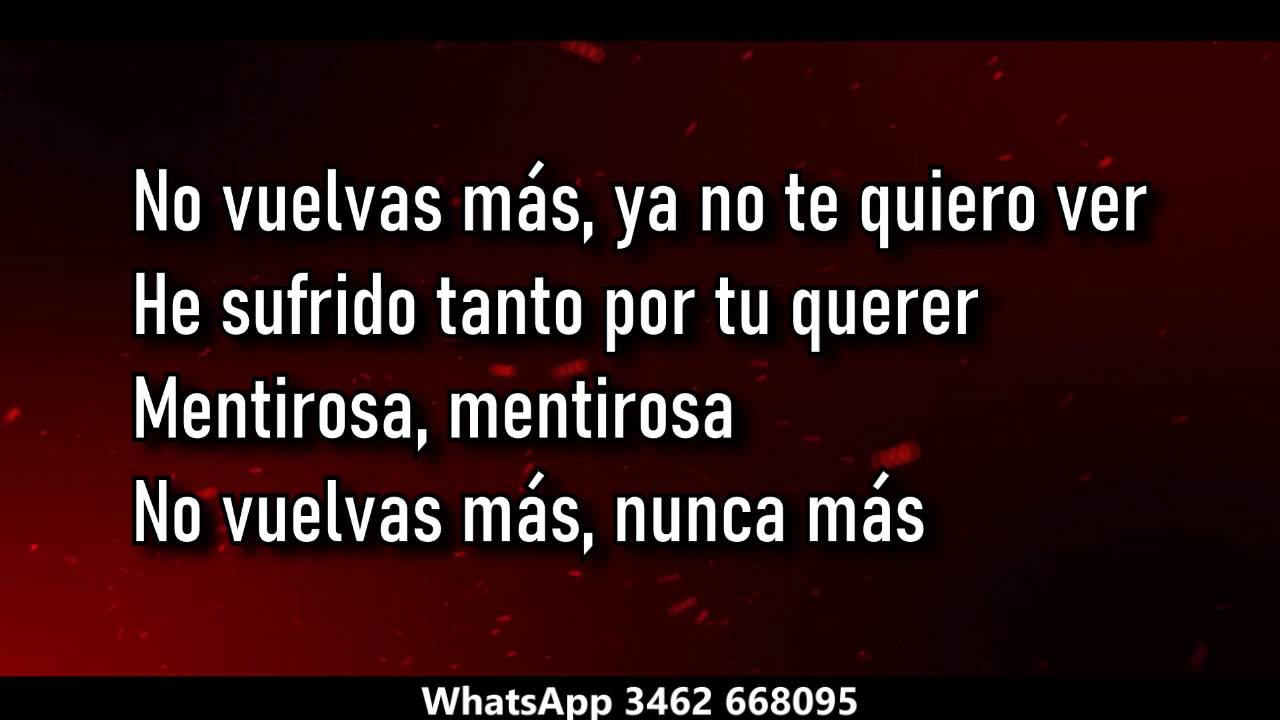 No vuelvas más, ya no te quiero ver
He sufrido tanto por tu querer
Mentirosa, mentirosa
No vuelvas más, nunca más
WhatsApp 3462 668095